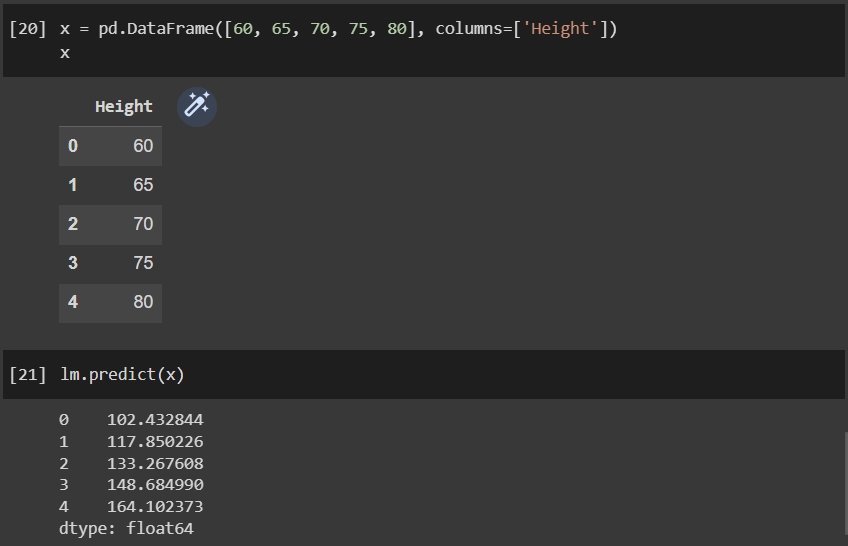 [20] x = pd.DataFrame([60, 65, 70, 75, 80], columns=['Height'])
x
Height
0 60
1 65
2 70
3 75
4 80
[21] lm.predict(x)
0 102.432844
1 117.850226
2 133.267608
3 148.684990
4 164.102373
dtype: float64